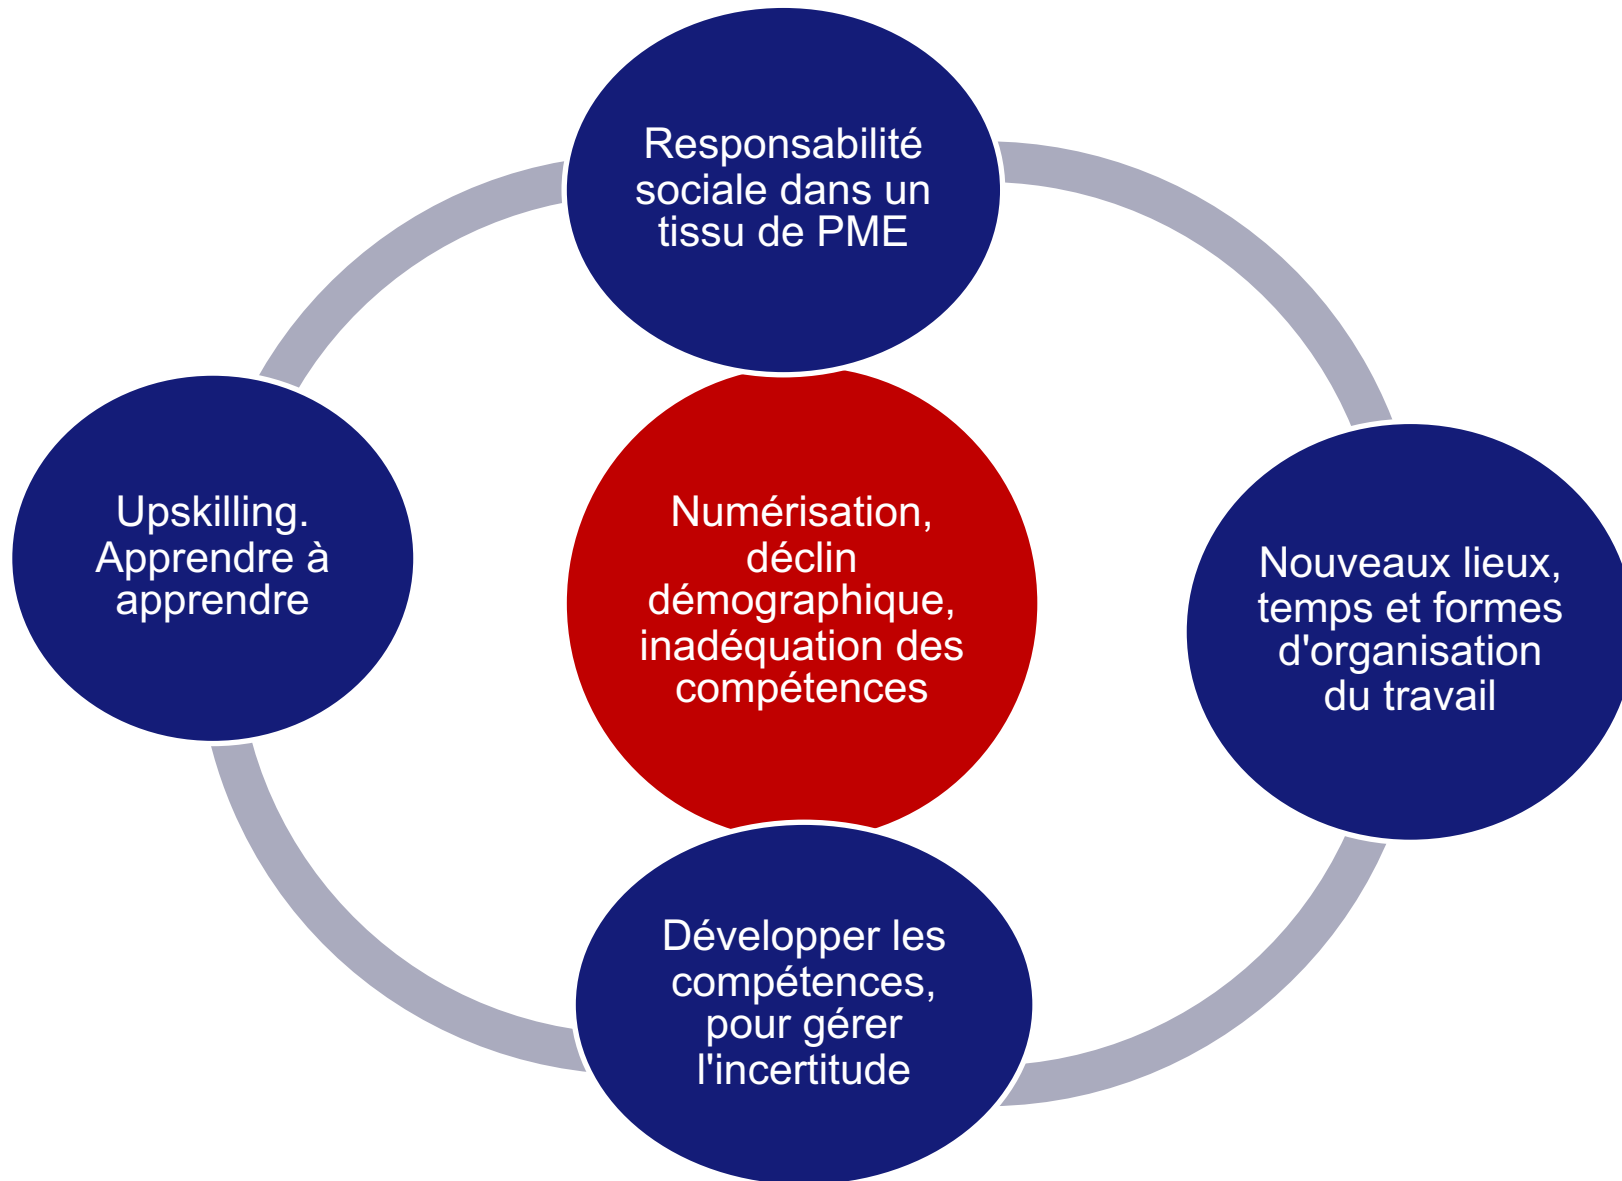 Responsabilité
sociale dans un
tissu de PME
Upskilling.
Apprendre à
apprendre
Numérisation,
déclin
démographique,
inadéquation des
compétences
Nouveaux lieux,
temps et formes
d'organisation
du travail
Développer les
compétences,
pour gérer
l'incertitude